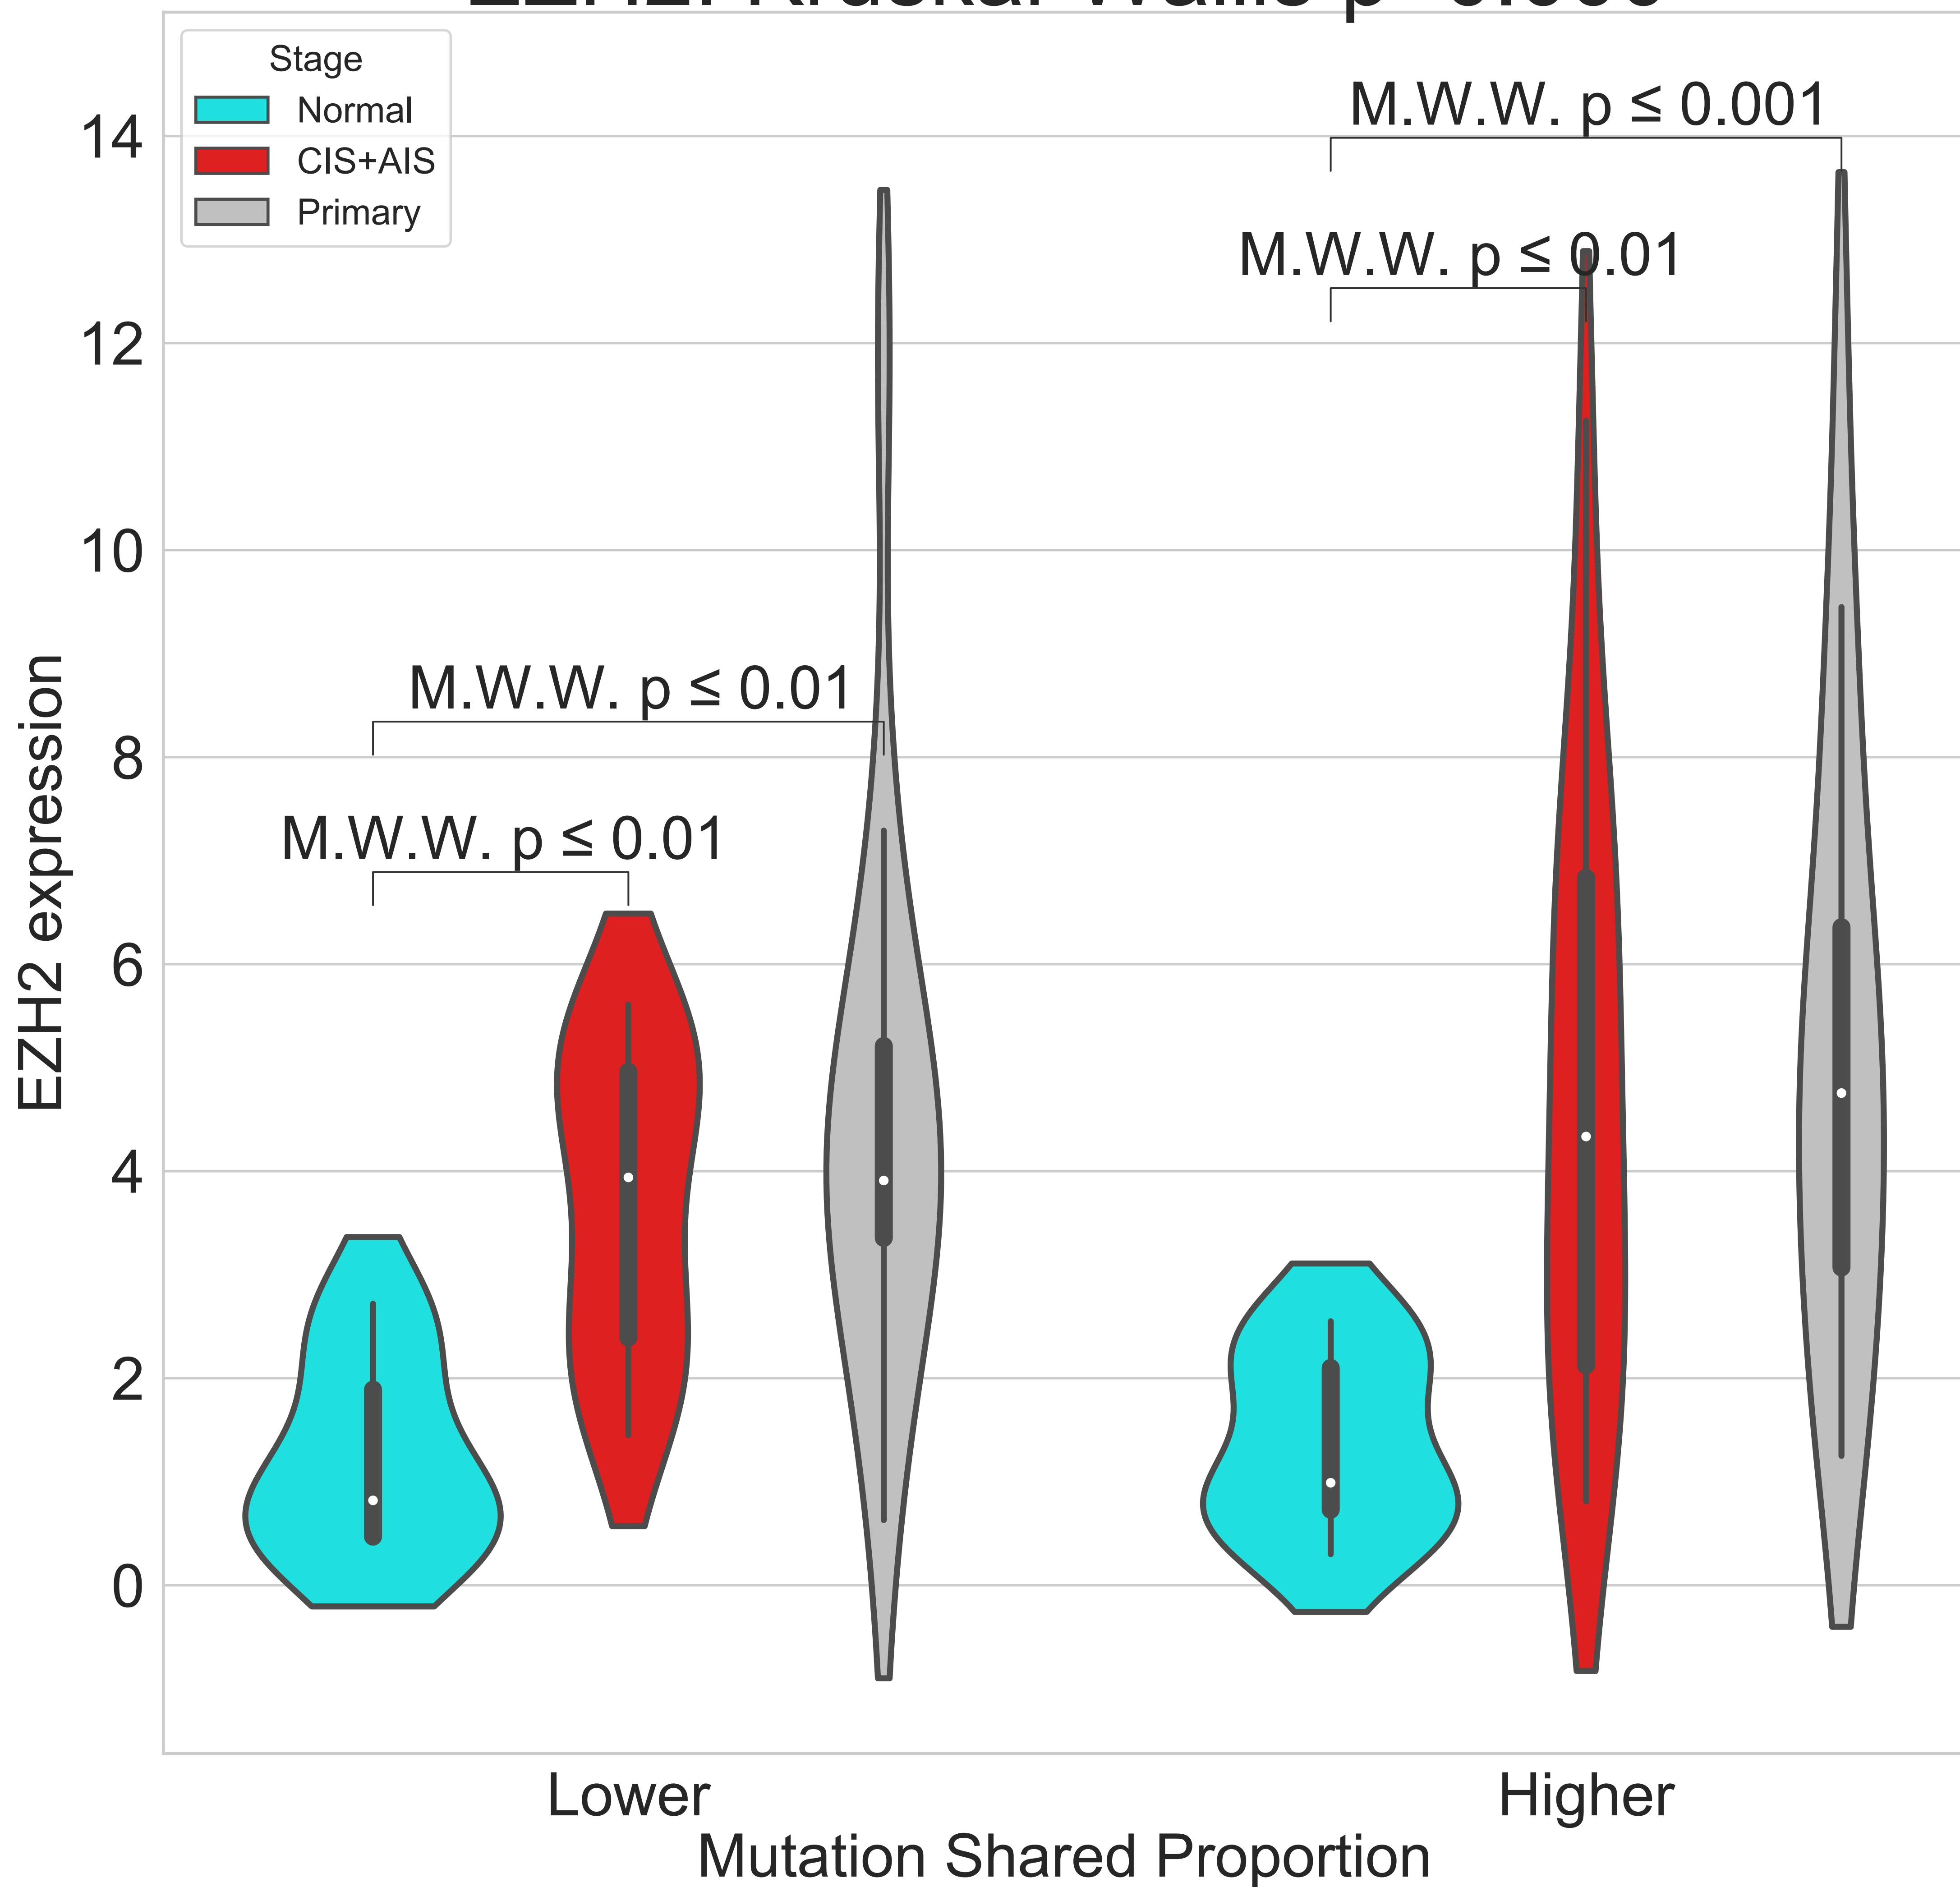 Stage
Normal
CIS+AIS
Primary
M.W.W. p ≤ 0.001
M.W.W. p ≤ 0.01
M.W.W. p ≤ 0.01
M.W.W. p ≤ 0.01
14
12
10
8
6
4
2
0
EZH2 expression
Lower
Higher
Mutation Shared Proportion